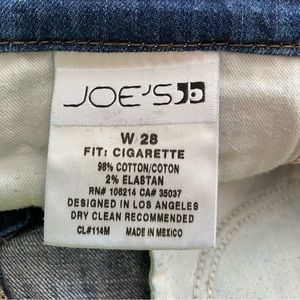 JOE'S
W 28
FIT: CIGARETTE
98% COTTON/COTON
2% ELASTAN
RN# 106214 CA# 35037
DESIGNED IN LOS ANGELES
DRY CLEAN RECOMMENDED
CL#114M MADE IN MEXICO